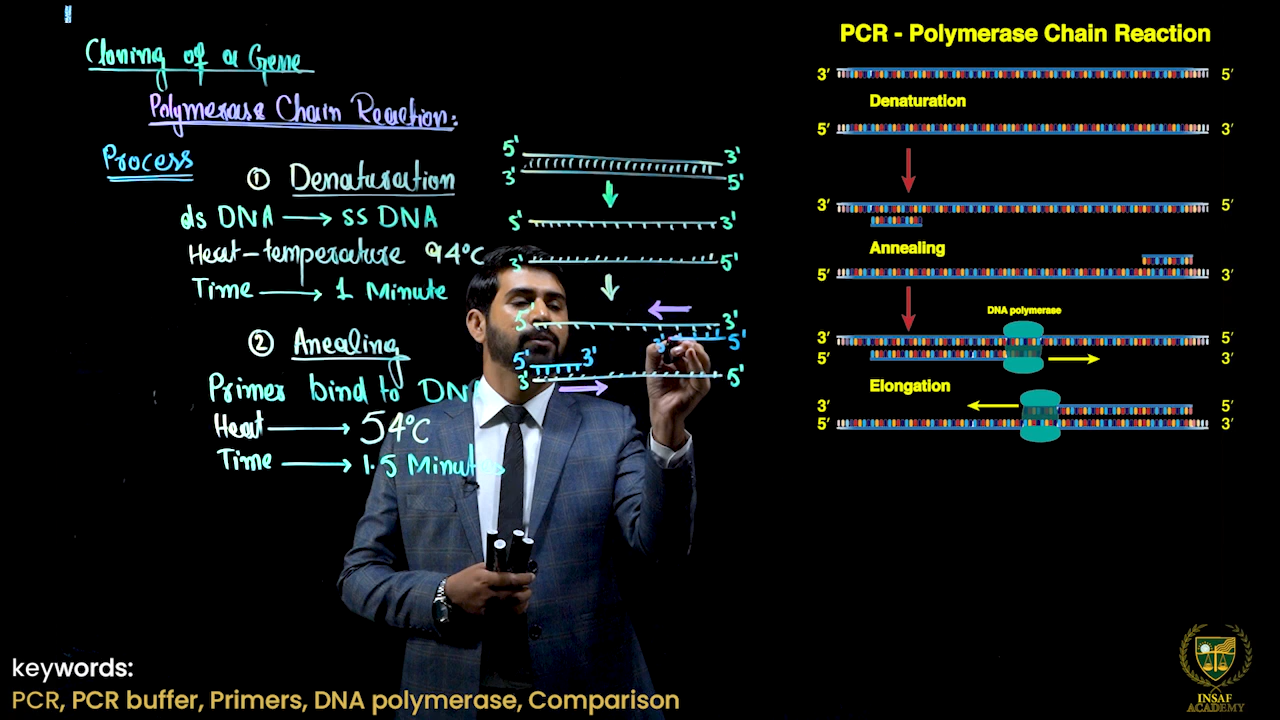 Cloning of a Gene
Polymerase Chain Reaction:
Process
① Denaturation
ds DNA → ss DNA
Heat-temperature 94°C
Time → 1 Minute
② Anealing
Primer bind to DNA
Heat → 54°C
Time → 1.5 Minutes
5' 3'
3' 5'
5' 3'
3' 5'
5' 3'
3' 5'
5' 3'
3' 5'
PCR - Polymerase Chain Reaction
3' 5'
Denaturation
5' 3'
3' 5'
Annealing
5' 3'
DNA polymerase
3' 5'
5' 3'
Elongation
3' 5'
5' 3'
keywords:
PCR, PCR buffer, Primers, DNA polymerase, Comparison
INSAF
ACADEMY